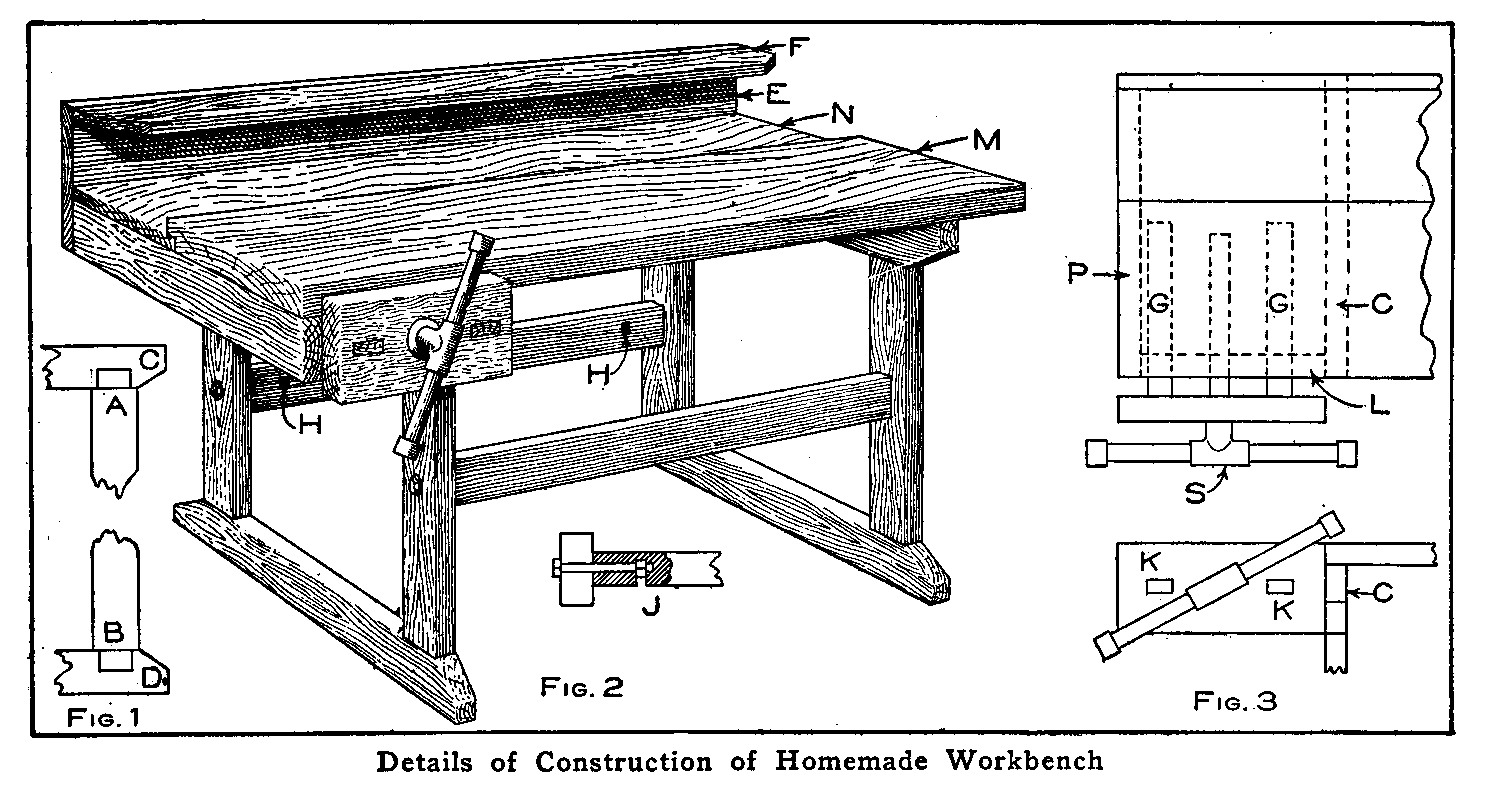 F
E
N
M
H
H
J
C
A
B
D
FIG. 1
FIG. 2
P
G
G
C
L
S
K
K
C
FIG. 3
Details of Construction of Homemade Workbench